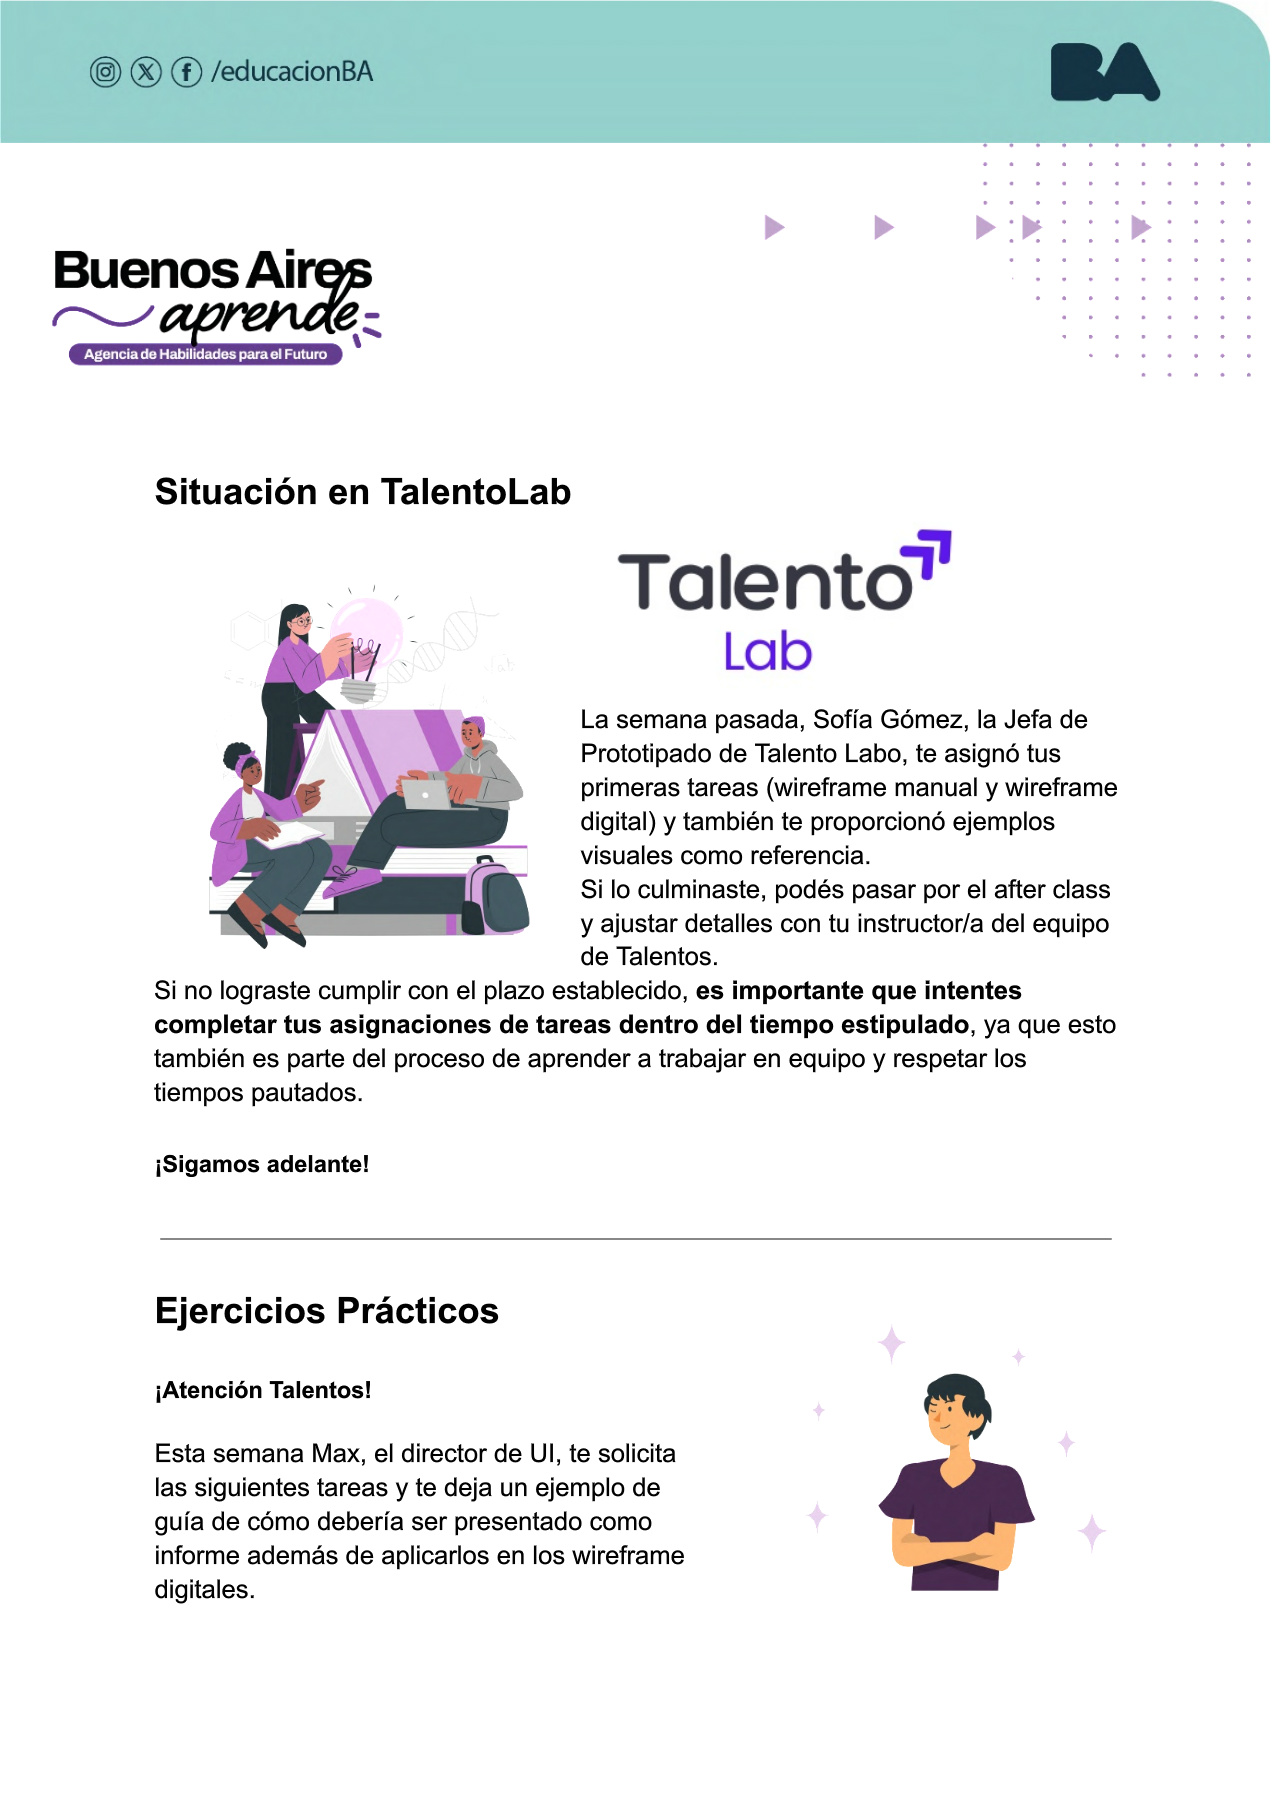 /educacionBA
BA
Buenos Aires
aprende
Agencia de Habilidades para el Futuro
Situación en TalentoLab
Talento
Lab
La semana pasada, Sofía Gómez, la Jefa de
Prototipado de Talento Labo, te asignó tus
primeras tareas (wireframe manual y wireframe
digital) y también te proporcionó ejemplos
visuales como referencia.
Si lo culminaste, podés pasar por el after class
y ajustar detalles con tu instructor/a del equipo
de Talentos.
Si no lograste cumplir con el plazo establecido, es importante que intentes
completar tus asignaciones de tareas dentro del tiempo estipulado, ya que esto
también es parte del proceso de aprender a trabajar en equipo y respetar los
tiempos pautados.
¡Sigamos adelante!
Ejercicios Prácticos
¡Atención Talentos!
Esta semana Max, el director de UI, te solicita
las siguientes tareas y te deja un ejemplo de
guía de cómo debería ser presentado como
informe además de aplicarlos en los wireframe
digitales.